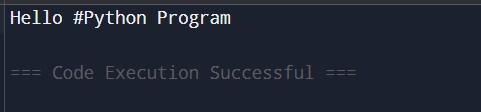 Hello #Python Program
=== Code Execution Successful ===